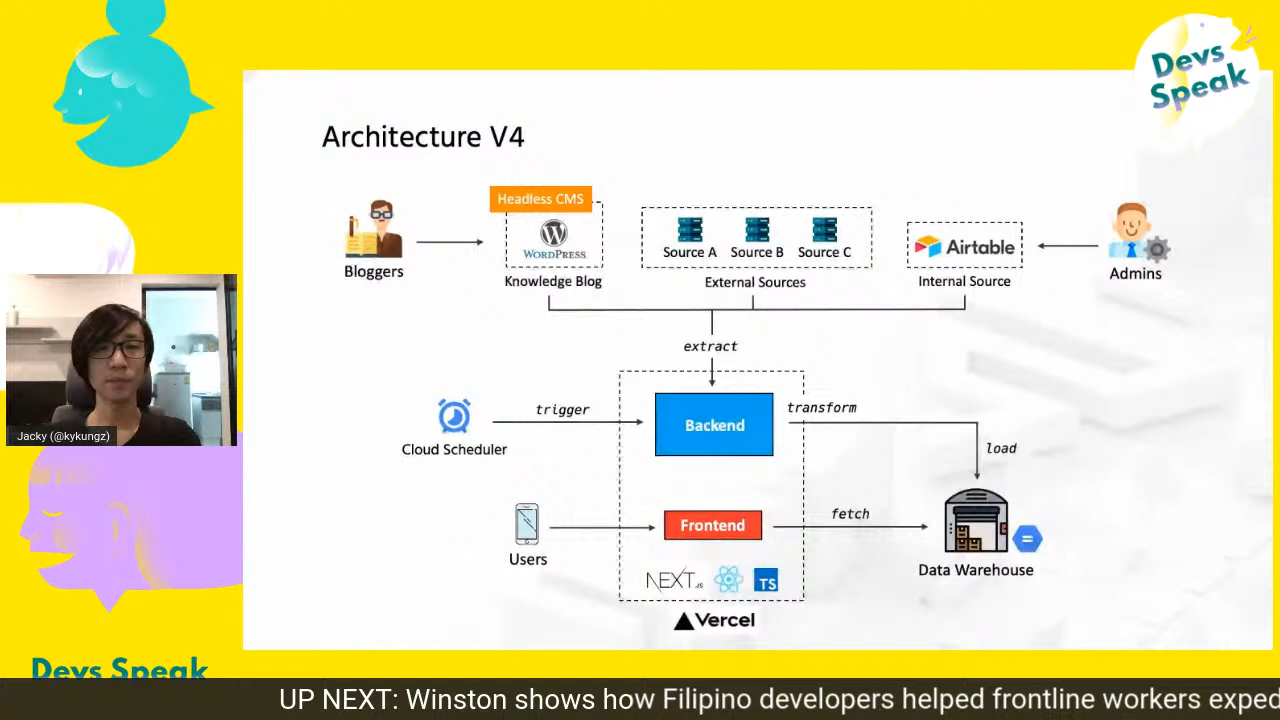 Devs
Speak
Architecture V4
Headless CMS
WORDPRESS
Source A
Source B
Source C
Airtable
Bloggers
Knowledge Blog
External Sources
Internal Source
Admins
extract
Cloud Scheduler
trigger
Backend
transform
load
Users
Frontend
fetch
Data Warehouse
NEXT.JS
TS
Vercel
Jacky (@kykungz)
Devs Speak
UP NEXT: Winston shows how Filipino developers helped frontline workers exped